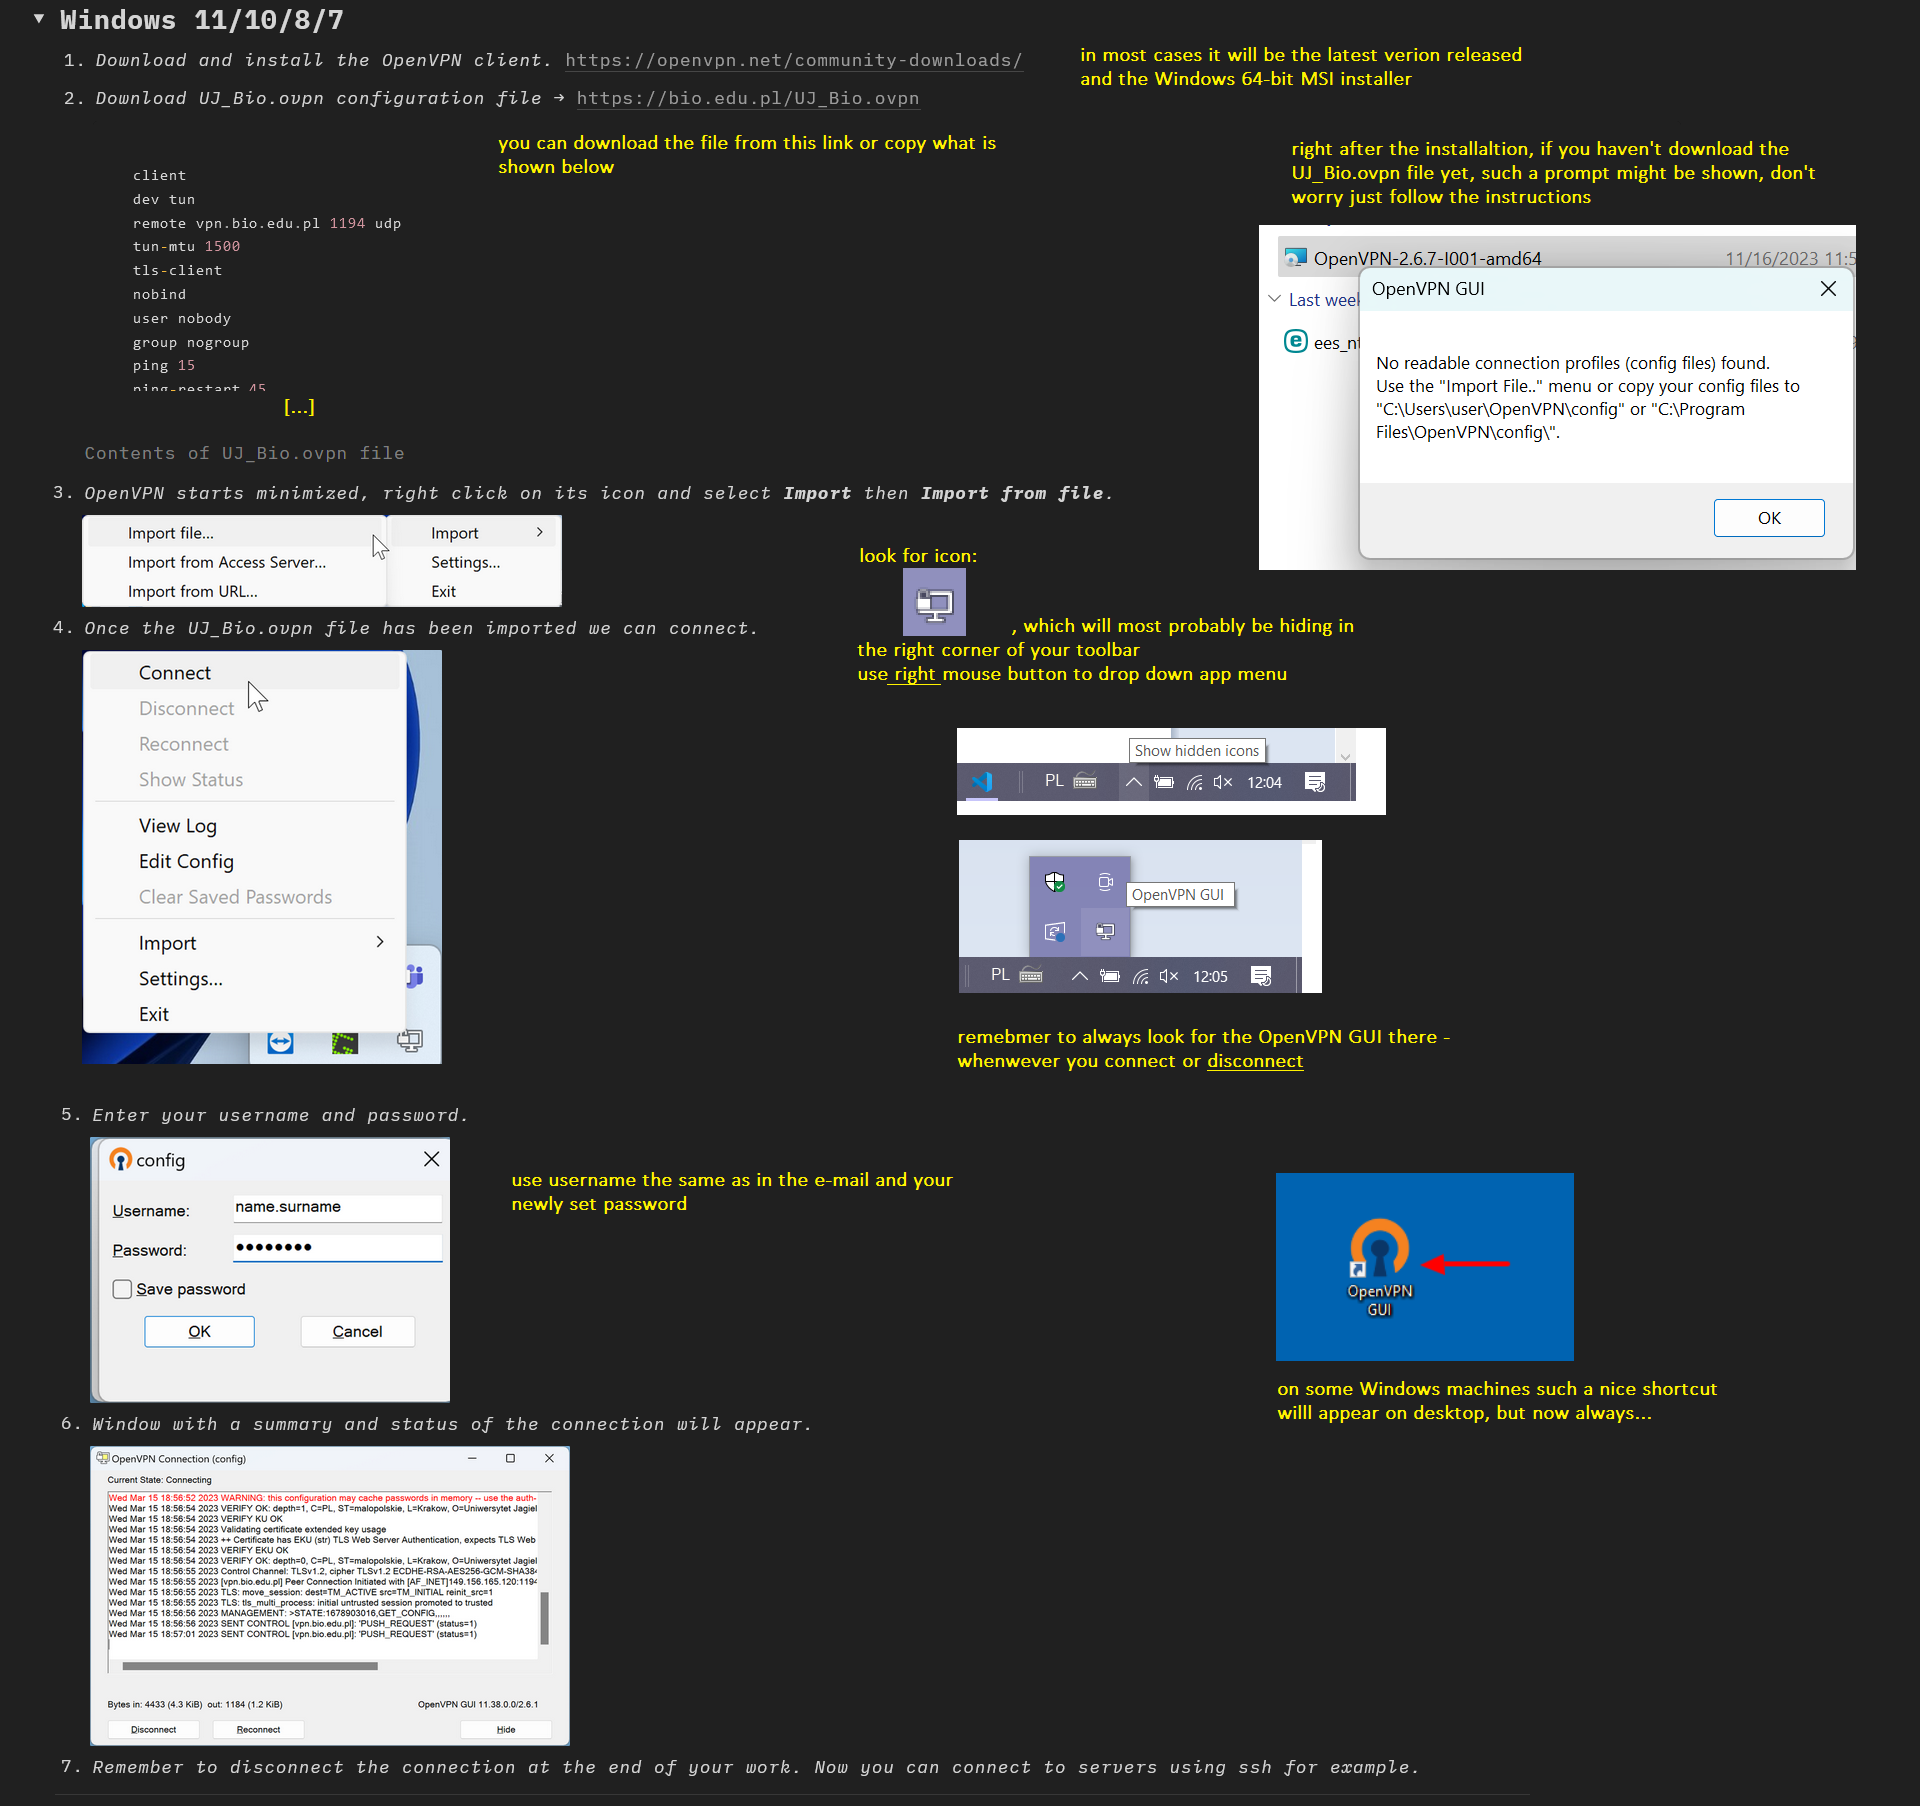 Windows 11/10/8/7
1. Download and install the OpenVPN client. https://openvpn.net/community-downloads/
in most cases it will be the latest verion released
and the Windows 64-bit MSI installer
2. Download UJ_Bio.ovpn configuration file → https://bio.edu.pl/UJ_Bio.ovpn
you can download the file from this link or copy what is
shown below
client
dev tun
remote vpn.bio.edu.pl 1194 udp
tun-mtu 1500
tls-client
nobind
user nobody
group nogroup
ping 15
ping-restart 45
[...]
Contents of UJ_Bio.ovpn file
right after the installaltion, if you haven't download the
UJ_Bio.ovpn file yet, such a prompt might be shown, don't
worry just follow the instructions
OpenVPN-2.6.7-I001-amd64 11/16/2023 11:5
Last week
ees_nt
OpenVPN GUI
No readable connection profiles (config files) found.
Use the "Import File.." menu or copy your config files to
"C:\Users\user\OpenVPN\config" or "C:\Program
Files\OpenVPN\config\".
OK
3. OpenVPN starts minimized, right click on its icon and select Import then Import from file.
Import file...
Import from Access Server...
Import from URL...
Import
Settings...
Exit
look for icon:
, which will most probably be hiding in
the right corner of your toolbar
use right mouse button to drop down app menu
4. Once the UJ_Bio.ovpn file has been imported we can connect.
Connect
Disconnect
Reconnect
Show Status
View Log
Edit Config
Clear Saved Passwords
Import
Settings...
Exit
Show hidden icons
PL 12:04
OpenVPN GUI
PL 12:05
remebmer to always look for the OpenVPN GUI there -
whenwever you connect or disconnect
5. Enter your username and password.
config
Username: name.surname
Password: ••••••••
Save password
OK Cancel
use username the same as in the e-mail and your
newly set password
OpenVPN
GUI
on some Windows machines such a nice shortcut
willl appear on desktop, but now always...
6. Window with a summary and status of the connection will appear.
OpenVPN Connection (config)
Current State: Connecting
Wed Mar 15 18:56:52 2023 WARNING: this configuration may cache passwords in memory -- use the auth-
Wed Mar 15 18:56:54 2023 VERIFY OK: depth=1, C=PL, ST=malopolskie, L=Krakow, O=Uniwersytet Jagiel
Wed Mar 15 18:56:54 2023 VERIFY KU OK
Wed Mar 15 18:56:54 2023 Validating certificate extended key usage
Wed Mar 15 18:56:54 2023 ++ Certificate has EKU (str) TLS Web Server Authentication, expects TLS Web
Wed Mar 15 18:56:54 2023 VERIFY EKU OK
Wed Mar 15 18:56:54 2023 VERIFY OK: depth=0, C=PL, ST=malopolskie, L=Krakow, O=Uniwersytet Jagiel
Wed Mar 15 18:56:55 2023 Control Channel: TLSv1.2, cipher TLSv1.2 ECDHE-RSA-AES256-GCM-SHA384
Wed Mar 15 18:56:55 2023 [vpn.bio.edu.pl] Peer Connection Initiated with [AF_INET]149.156.165.120:1194
Wed Mar 15 18:56:55 2023 TLS: move_session: dest=TM_ACTIVE src=TM_INITIAL reinit_src=1
Wed Mar 15 18:56:55 2023 TLS: tls_multi_process: initial untrusted session promoted to trusted
Wed Mar 15 18:56:56 2023 MANAGEMENT: >STATE:1678903016,GET_CONFIG,,,,,,
Wed Mar 15 18:56:56 2023 SENT CONTROL [vpn.bio.edu.pl]: 'PUSH_REQUEST' (status=1)
Wed Mar 15 18:57:01 2023 SENT CONTROL [vpn.bio.edu.pl]: 'PUSH_REQUEST' (status=1)
Bytes in: 4433 (4.3 KiB) out: 1184 (1.2 KiB) OpenVPN GUI 11.38.0.0/2.6.1
Disconnect Reconnect Hide
7. Remember to disconnect the connection at the end of your work. Now you can connect to servers using ssh for example.